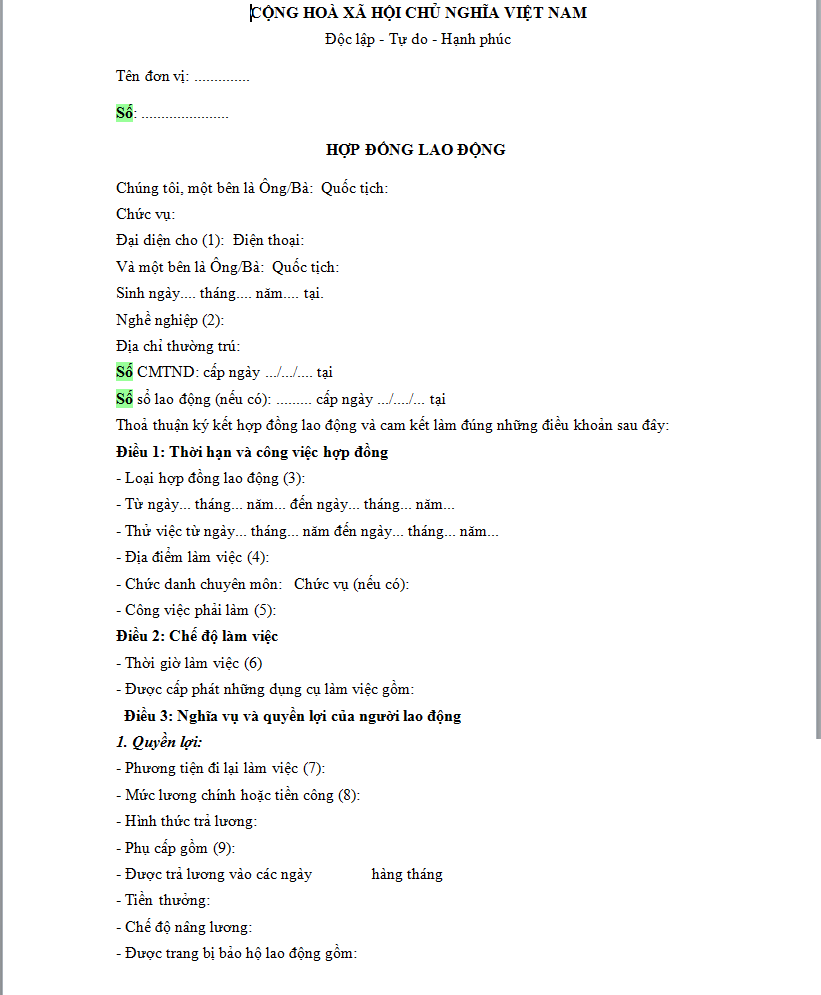 CỘNG HOÀ XÃ HỘI CHỦ NGHĨA VIỆT NAM
Độc lập - Tự do - Hạnh phúc
Tên đơn vị: ..............
Số: ......................
HỢP ĐỒNG LAO ĐỘNG
Chúng tôi, một bên là Ông/Bà:  Quốc tịch:
Chức vụ:
Đại diện cho (1):  Điện thoại:
Và một bên là Ông/Bà:  Quốc tịch:
Sinh ngày.... tháng.... năm.... tại.
Nghề nghiệp (2):
Địa chỉ thường trú:
Số CMTND: cấp ngày .../.../.... tại
Số sổ lao động (nếu có): ......... cấp ngày .../..../... tại
Thoả thuận ký kết hợp đồng lao động và cam kết làm đúng những điều khoản sau đây:
Điều 1: Thời hạn và công việc hợp đồng
- Loại hợp đồng lao động (3):
- Từ ngày... tháng... năm... đến ngày... tháng... năm...
- Thử việc từ ngày... tháng... năm đến ngày... tháng... năm...
- Địa điểm làm việc (4):
- Chức danh chuyên môn:   Chức vụ (nếu có):
- Công việc phải làm (5):
Điều 2: Chế độ làm việc
- Thời giờ làm việc (6)
- Được cấp phát những dụng cụ làm việc gồm:
Điều 3: Nghĩa vụ và quyền lợi của người lao động
1. Quyền lợi:
- Phương tiện đi lại làm việc (7):
- Mức lương chính hoặc tiền công (8):
- Hình thức trả lương:
- Phụ cấp gồm (9):
- Được trả lương vào các ngày               hàng tháng
- Tiền thưởng:
- Chế độ nâng lương:
- Được trang bị bảo hộ lao động gồm: